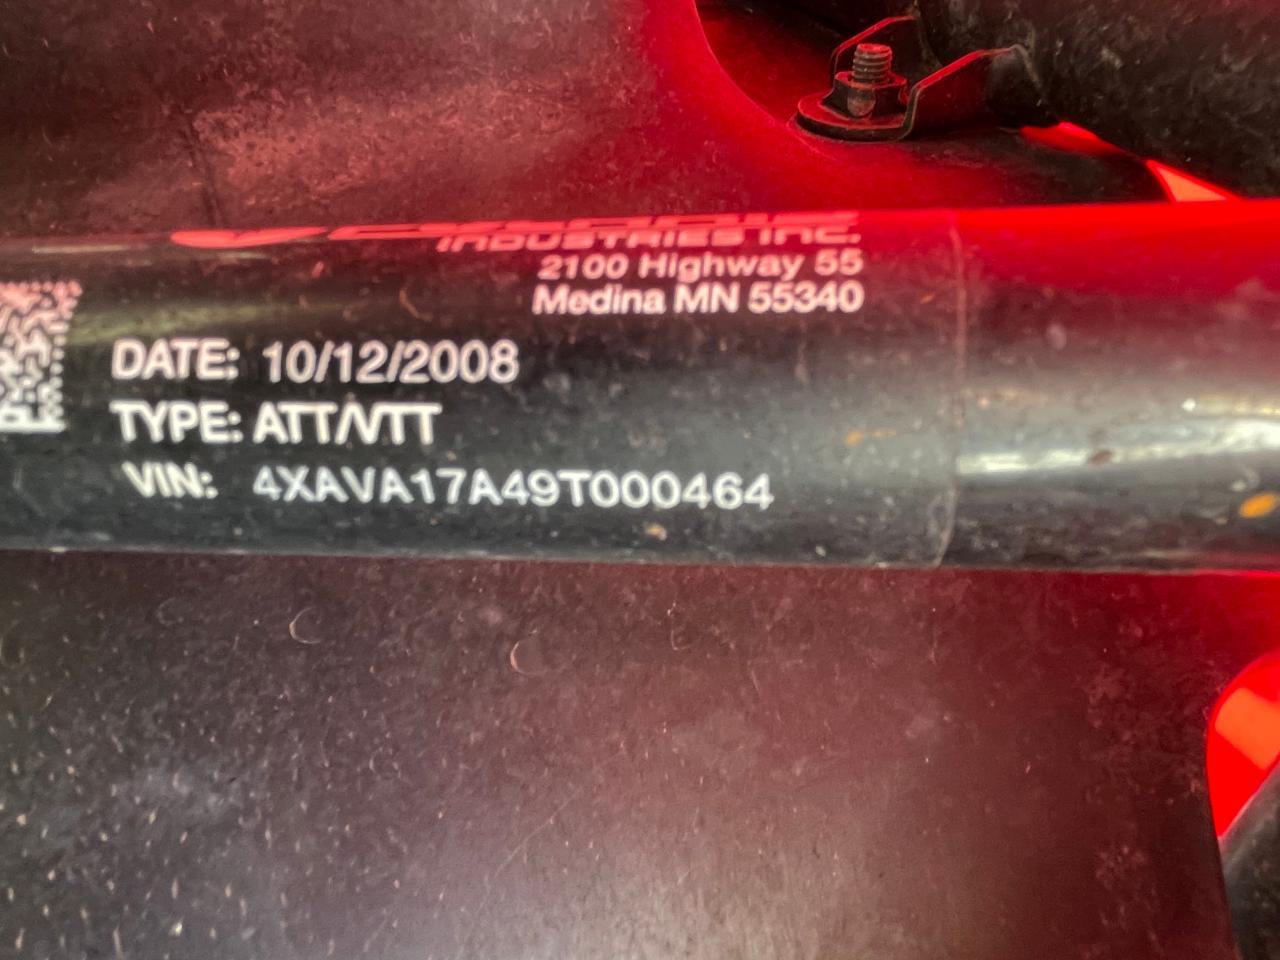 INDUSTRIES INC.
2100 Highway 55
Medina MN 55340
DATE: 10/12/2008
TYPE: ATT/VTT
VIN: 4XAVA17A49T000464